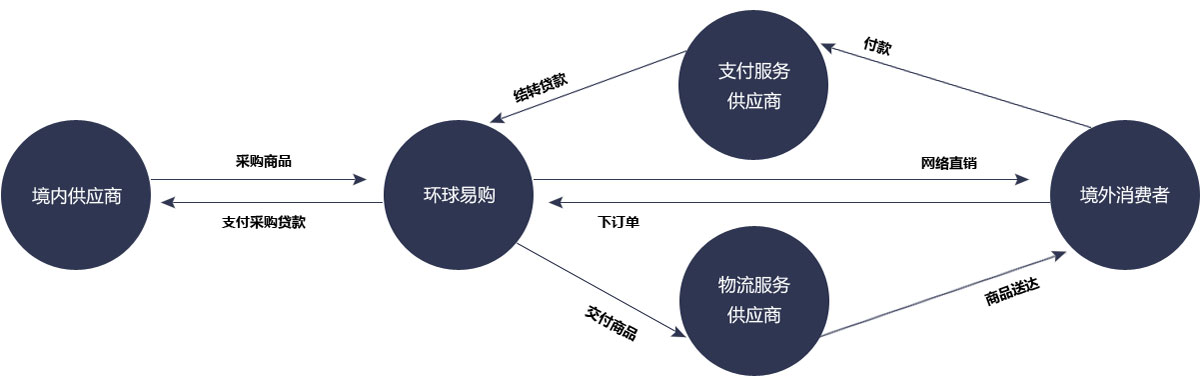 支付服务
供应商
付款
结转贷款
采购商品
网络直销
境内供应商
环球易购
境外消费者
支付采购贷款
下订单
物流服务
供应商
交付商品
商品送达